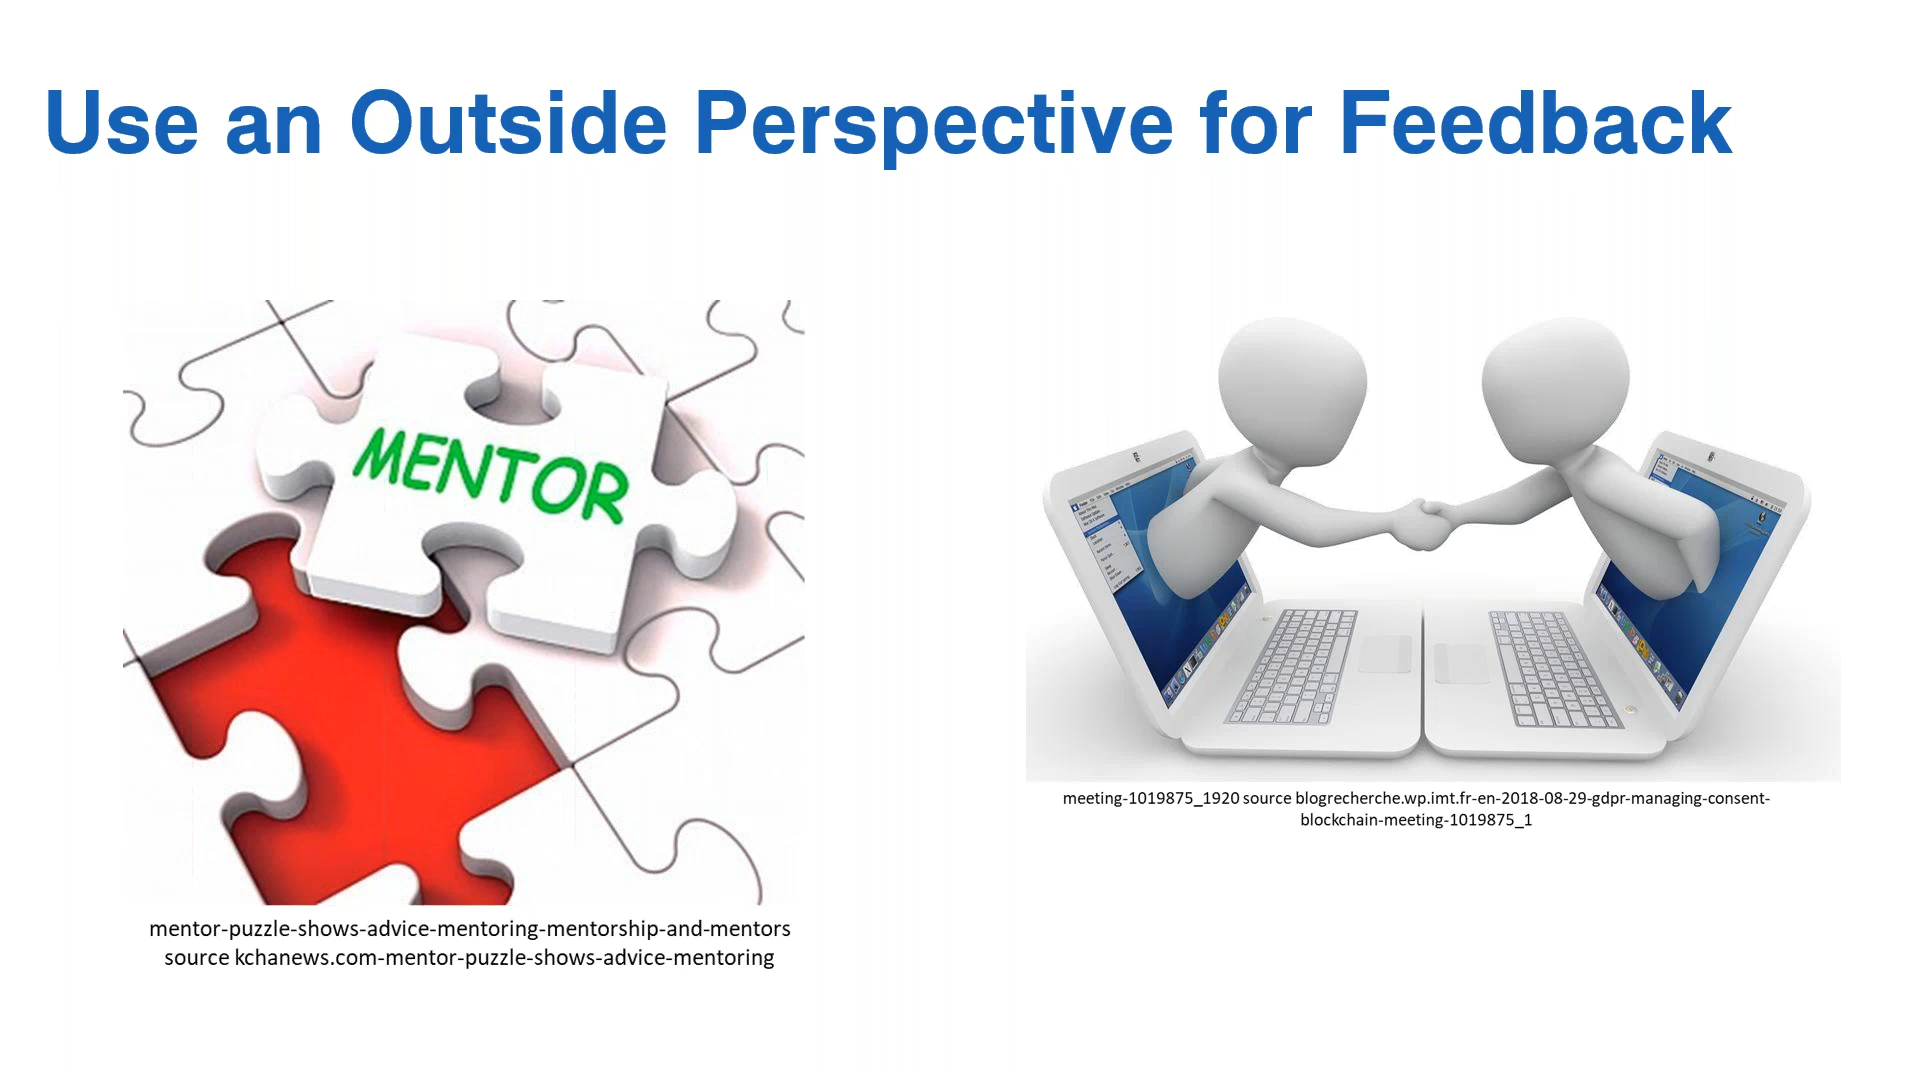 Use an Outside Perspective for Feedback
MENTOR
mentor-puzzle-shows-advice-mentoring-mentorship-and-mentors
source kchanews.com-mentor-puzzle-shows-advice-mentoring
meeting-1019875_1920 source blogrecherche.wp.imt.fr-en-2018-08-29-gdpr-managing-consent-
blockchain-meeting-1019875_1